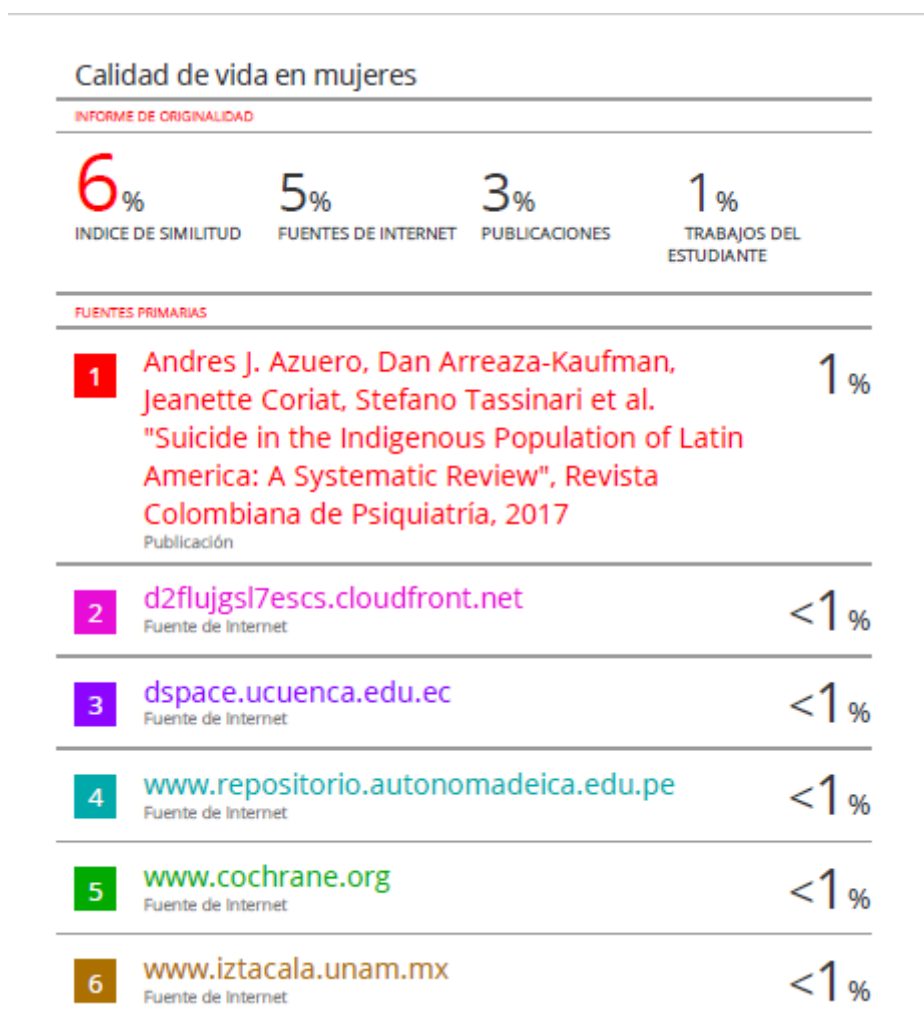 Calidad de vida en mujeres
INFORME DE ORIGINALIDAD
6% 5% 3% 1%
INDICE DE SIMILITUD FUENTES DE INTERNET PUBLICACIONES TRABAJOS DEL
ESTUDIANTE
FUENTES PRIMARIAS
1 Andres J. Azuero, Dan Arreaza-Kaufman, 1%
Jeanette Coriat, Stefano Tassinari et al.
"Suicide in the Indigenous Population of Latin
America: A Systematic Review", Revista
Colombiana de Psiquiatría, 2017
Publicación
2 d2flujgsl7escs.cloudfront.net <1%
Fuente de Internet
3 dspace.ucuenca.edu.ec <1%
Fuente de Internet
4 www.repositorio.autonomadeica.edu.pe <1%
Fuente de Internet
5 www.cochrane.org <1%
Fuente de Internet
6 www.iztacala.unam.mx <1%
Fuente de Internet